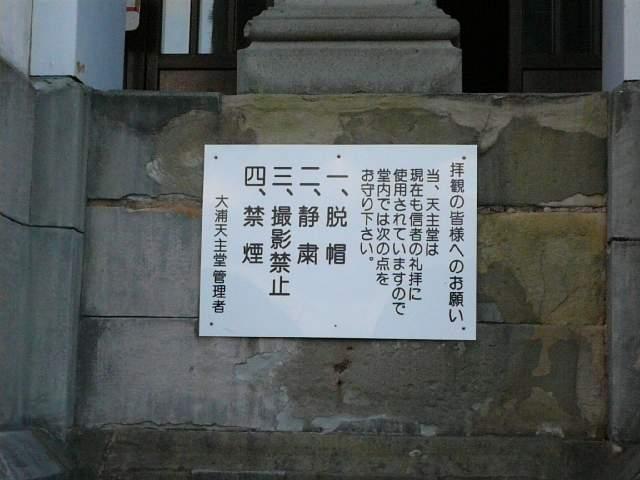 拝観の皆様へのお願い
当、天主堂は
現在も信者の礼拝に
使用されていますので
堂内では次の点を
お守り下さい。
一、脱帽
二、静粛
三、撮影禁止
四、禁煙
大浦天主堂管理者